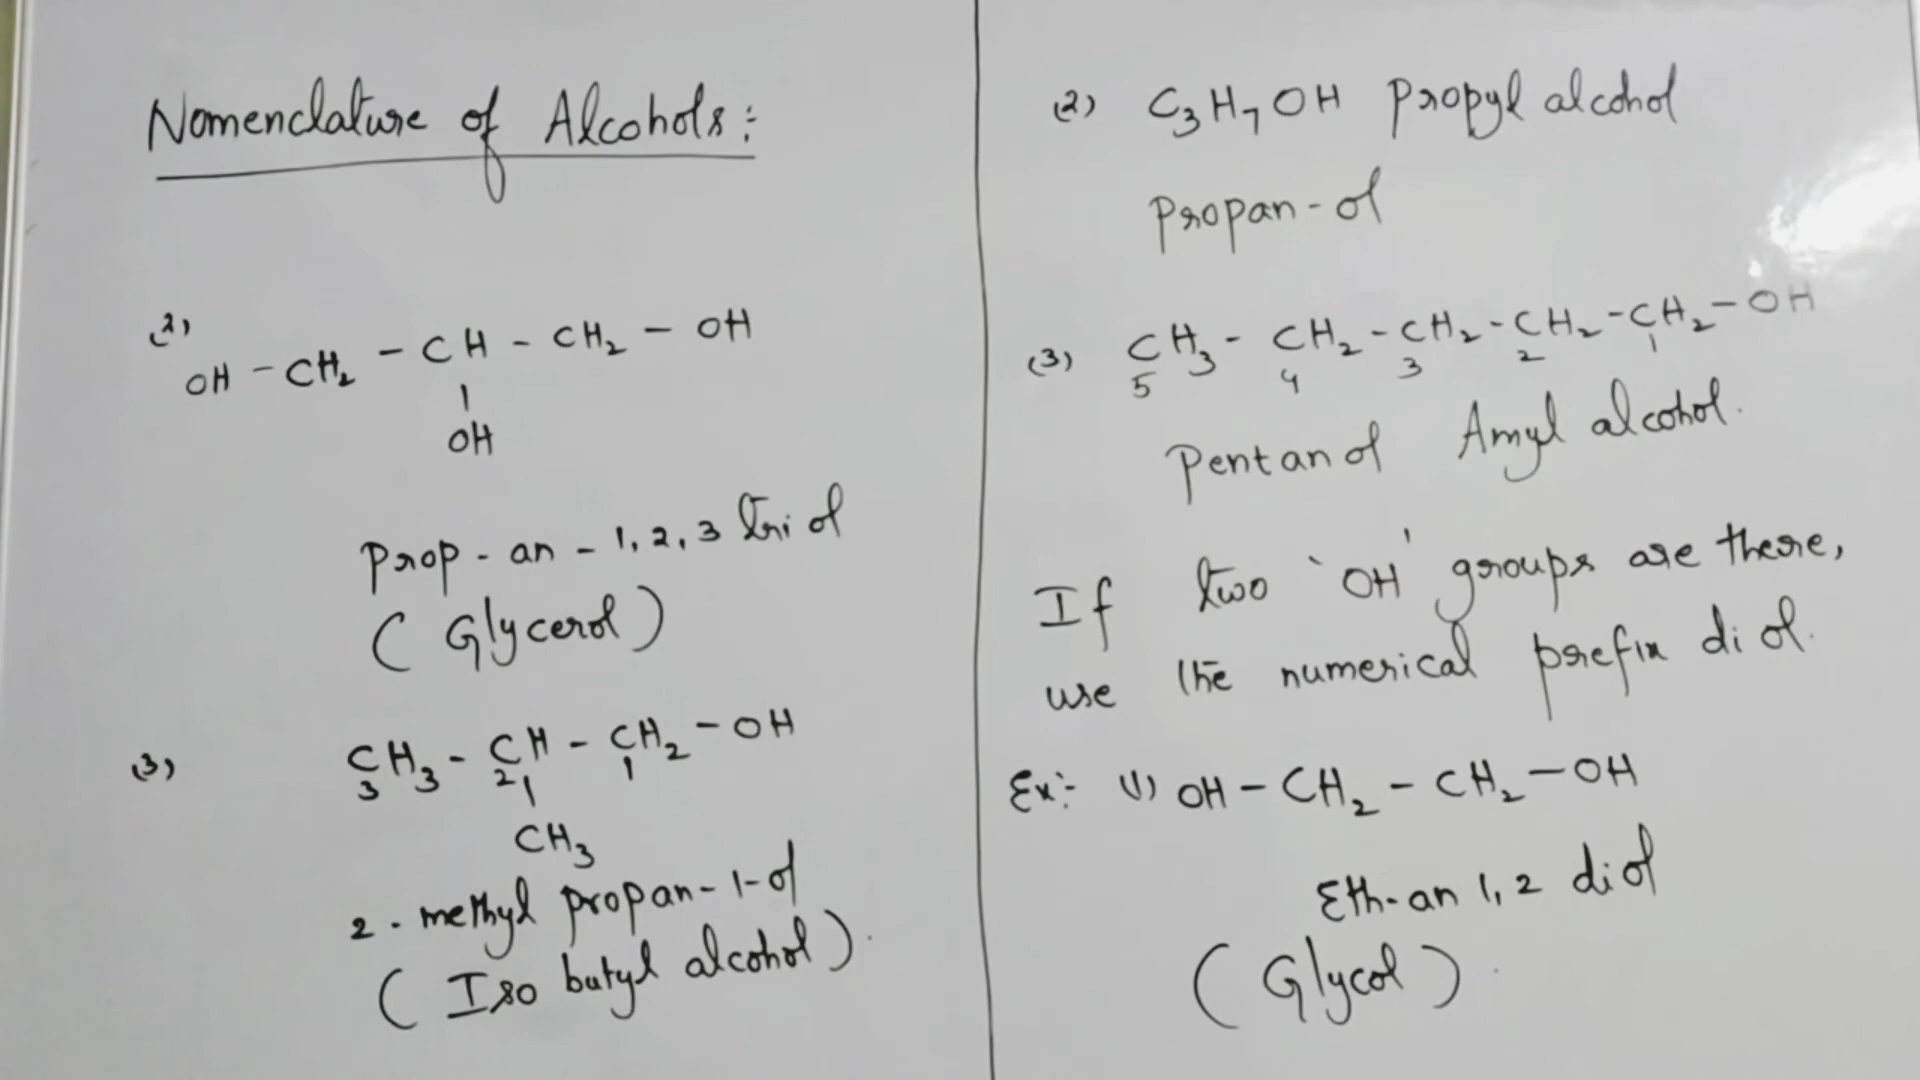 Nomenclature of Alcohols:
(2)
OH - CH₂ - CH - CH₂ - OH
|
OH
Prop - an - 1, 2, 3 tri ol
( Glycerol )
(3) CH₃ - CH - CH₂ - OH
3 2 | 1
CH₃
2 - methyl propan - 1 - ol
( Iso butyl alcohol ).
(2) C₃H₇OH Propyl alcohol
Propan - ol
(3) CH₃ - CH₂ - CH₂ - CH₂ - CH₂ - OH
5 4 3 2 1
Pentanol Amyl alcohol.
If two 'OH' groups are there,
use the numerical prefix di ol.
Ex:- (1) OH - CH₂ - CH₂ - OH
Eth - an 1, 2 di ol
( Glycol ).